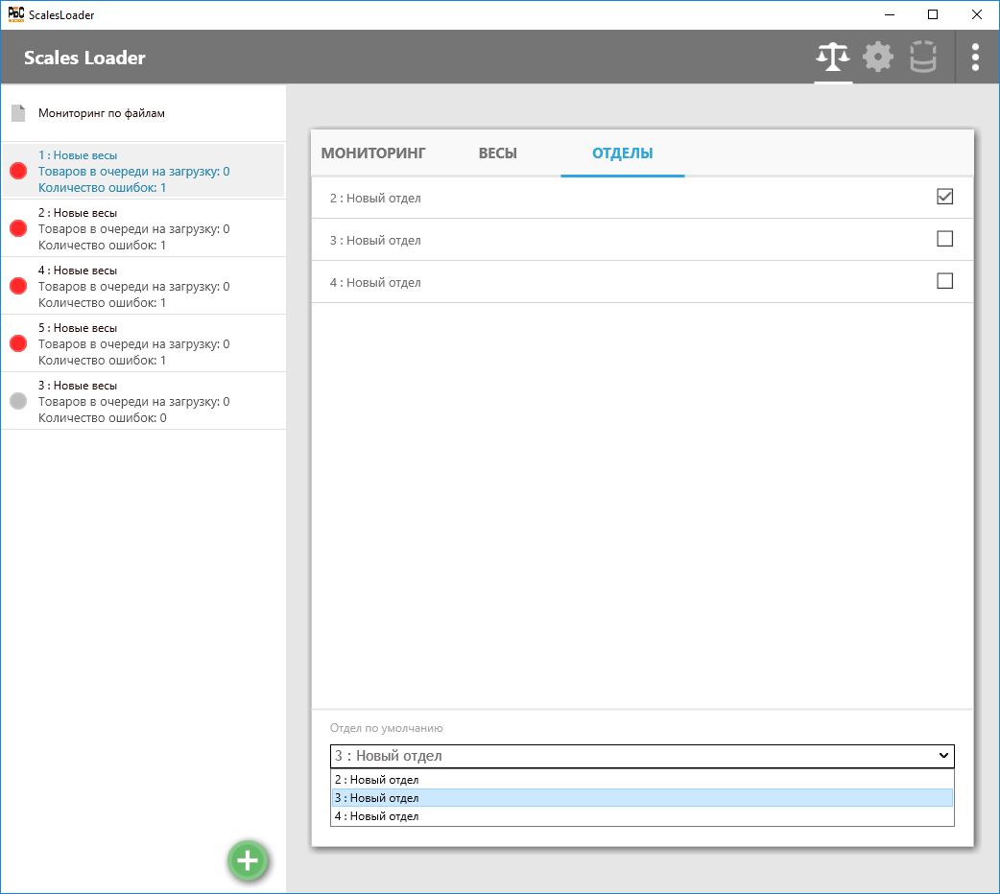 ScalesLoader
Scales Loader
Мониторинг по файлам
1 : Новые весы
Товаров в очереди на загрузку: 0
Количество ошибок: 1
2 : Новые весы
Товаров в очереди на загрузку: 0
Количество ошибок: 1
4 : Новые весы
Товаров в очереди на загрузку: 0
Количество ошибок: 1
5 : Новые весы
Товаров в очереди на загрузку: 0
Количество ошибок: 1
3 : Новые весы
Товаров в очереди на загрузку: 0
Количество ошибок: 0
МОНИТОРИНГ ВЕСЫ ОТДЕЛЫ
2 : Новый отдел
3 : Новый отдел
4 : Новый отдел
Отдел по умолчанию
3 : Новый отдел
2 : Новый отдел
3 : Новый отдел
4 : Новый отдел